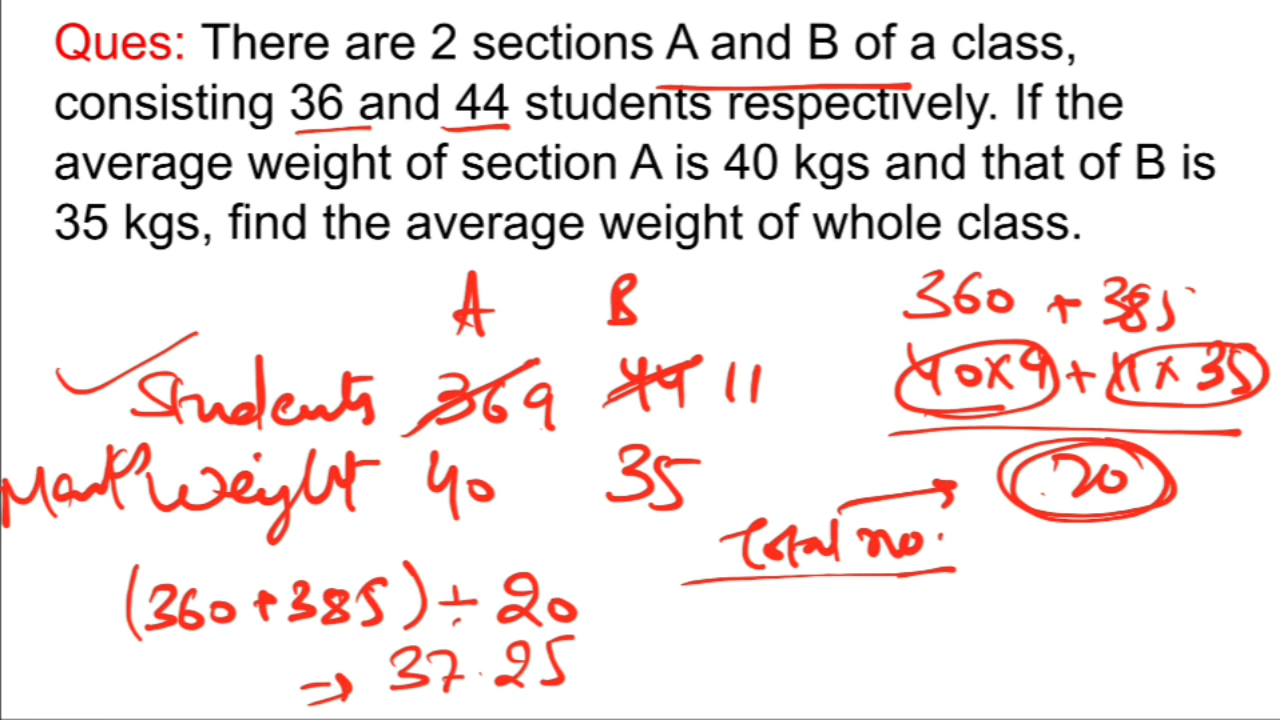 Ques: There are 2 sections A and B of a class,
consisting 36 and 44 students respectively. If the
average weight of section A is 40 kgs and that of B is
35 kgs, find the average weight of whole class.
A B
Students 36 9 44 11
Mean Weight 40 35
(360+385) ÷ 20
→ 37.25
360 + 385
40×9 + 11×35
20
total no.